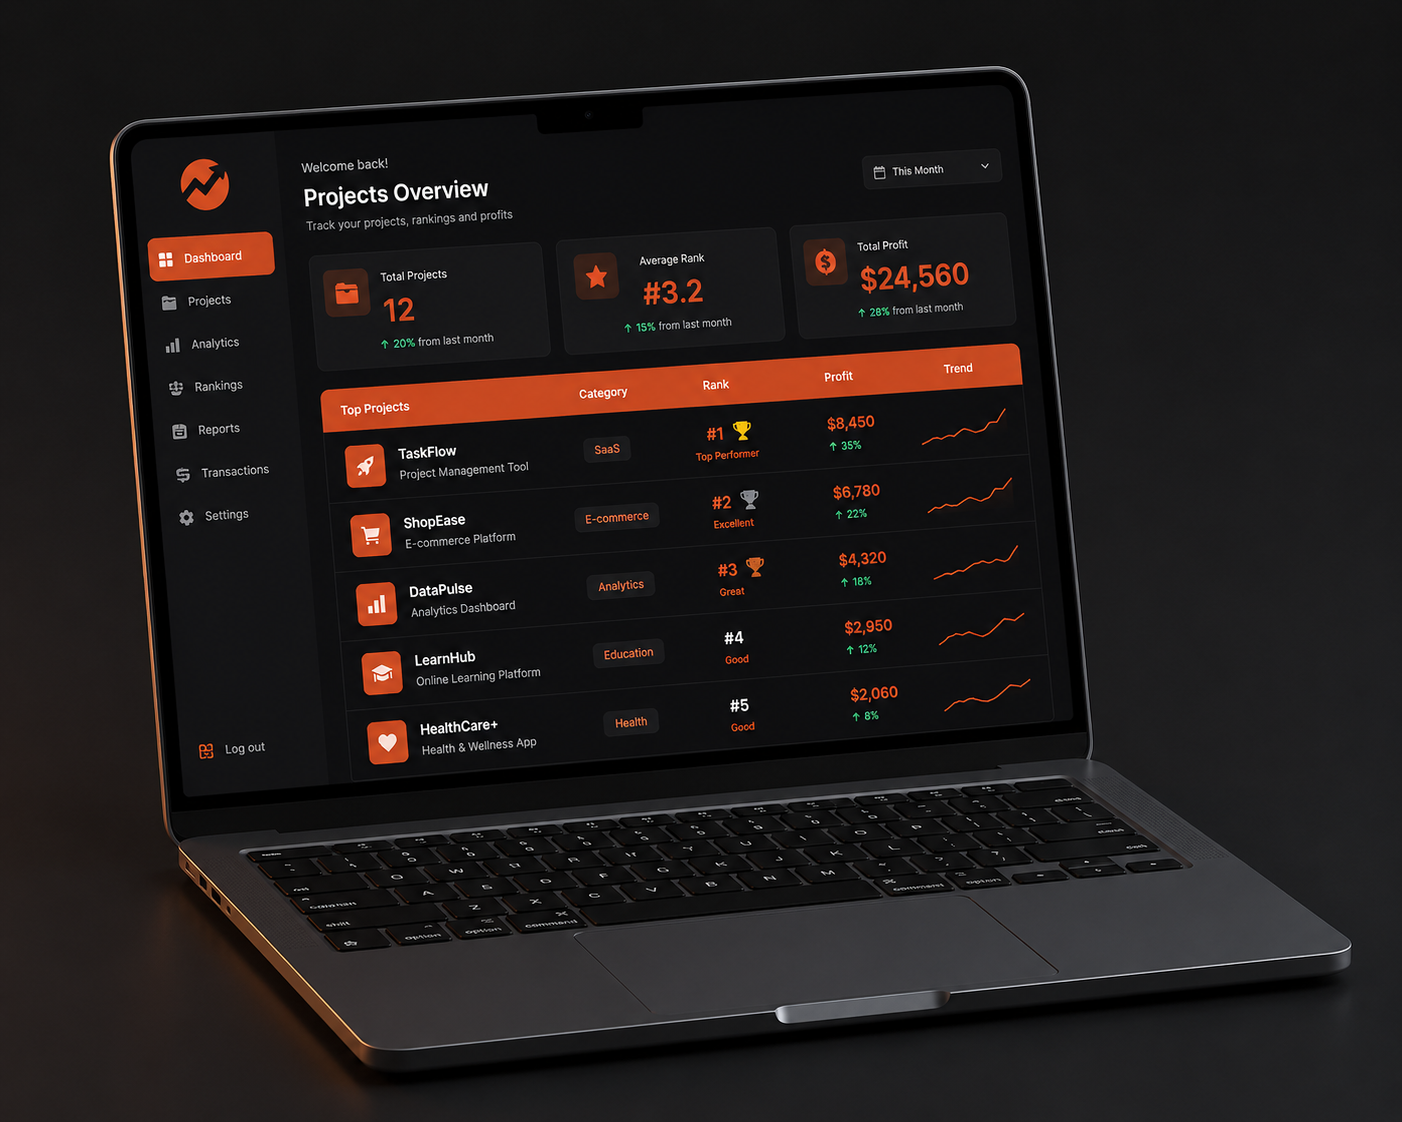 Welcome back!
Projects Overview
Track your projects, rankings and profits
This Month
Dashboard
Projects
Analytics
Rankings
Reports
Transactions
Settings
Log out
Total Projects
12
↑ 20% from last month
Average Rank
#3.2
↑ 15% from last month
Total Profit
$24,560
↑ 28% from last month
Top Projects Category Rank Profit Trend
TaskFlow SaaS #1 $8,450
Project Management Tool Top Performer ↑ 35%
ShopEase E-commerce #2 $6,780
E-commerce Platform Excellent ↑ 22%
DataPulse Analytics #3 $4,320
Analytics Dashboard Great ↑ 18%
LearnHub Education #4 $2,950
Online Learning Platform Good ↑ 12%
HealthCare+ Health #5 $2,060
Health & Wellness App Good ↑ 8%
O W E R Y U I O P
A S D F G H J K L
Z X C V B N M
shift
option command command option